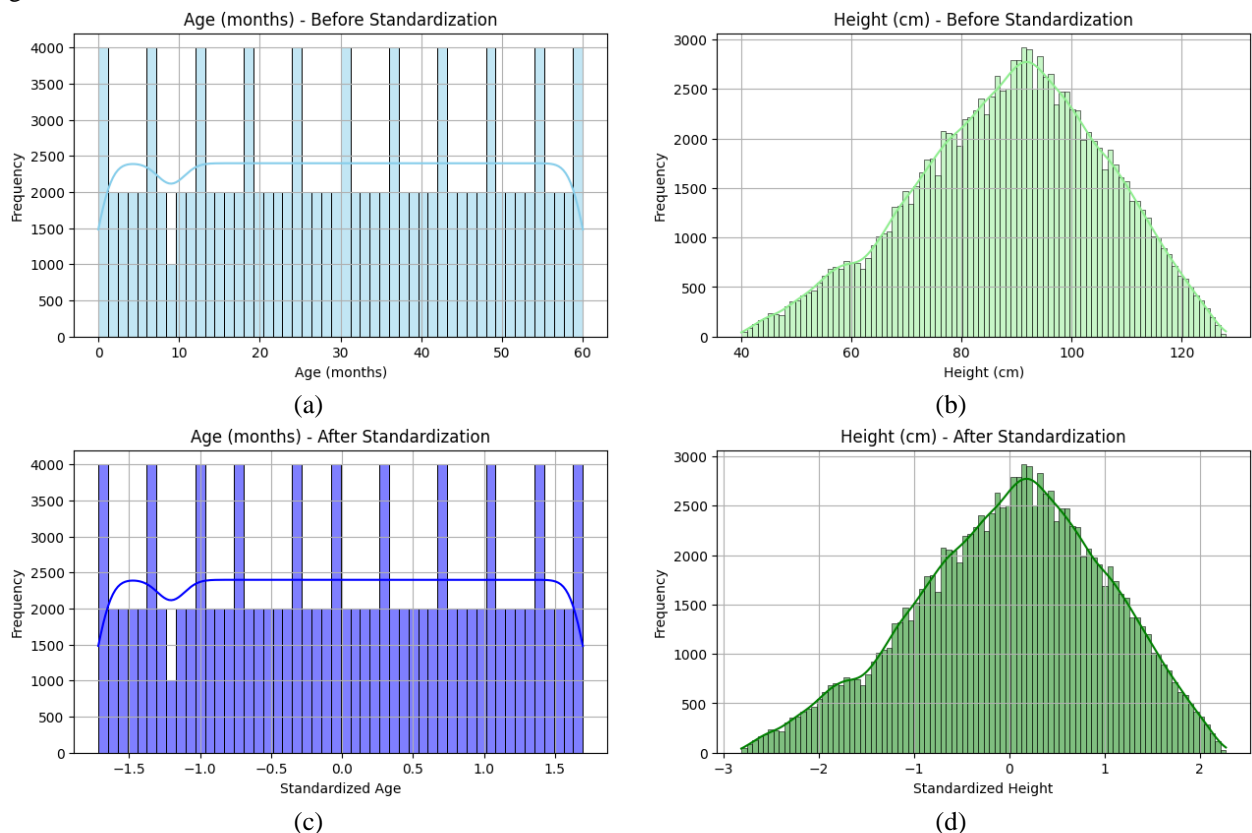 Age (months) - Before Standardization
4000
3500
3000
2500
2000
1500
1000
500
0
Frequency
0 10 20 30 40 50 60
Age (months)
(a)
Height (cm) - Before Standardization
3000
2500
2000
1500
1000
500
0
Frequency
40 60 80 100 120
Height (cm)
(b)
Age (months) - After Standardization
4000
3500
3000
2500
2000
1500
1000
500
0
Frequency
−1.5 −1.0 −0.5 0.0 0.5 1.0 1.5
Standardized Age
(c)
Height (cm) - After Standardization
3000
2500
2000
1500
1000
500
0
Frequency
−3 −2 −1 0 1 2
Standardized Height
(d)